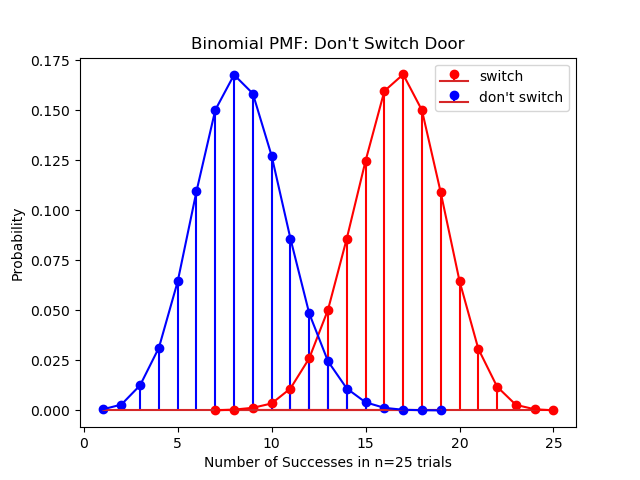 Binomial PMF: Don't Switch Door
switch
don't switch
0.175
0.150
0.125
0.100
0.075
0.050
0.025
0.000
Probability
0
5
10
15
20
25
Number of Successes in n=25 trials